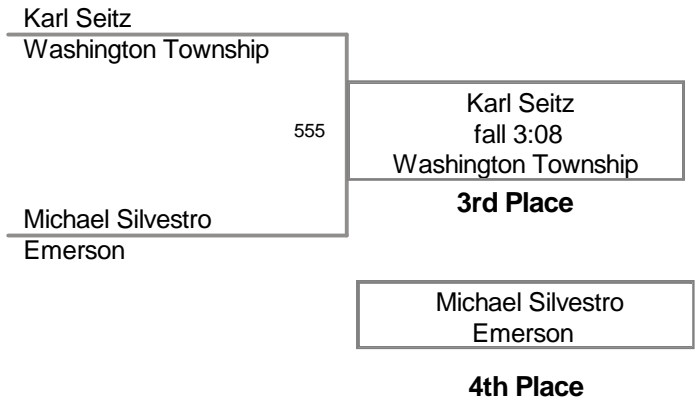 Karl Seitz
Washington Township
555
Karl Seitz
fall 3:08
Washington Township
3rd Place
Michael Silvestro
Emerson
Michael Silvestro
Emerson
4th Place